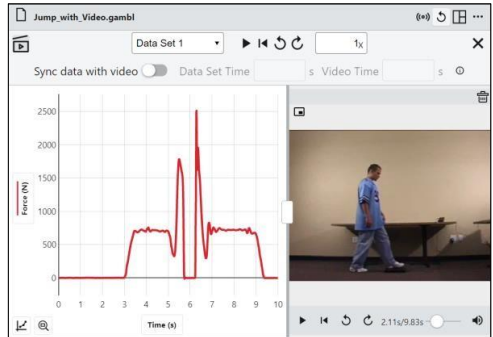 Jump_with_Video.gambl
Data Set 1
1x
Sync data with video
Data Set Time
s
Video Time
s
2500
2000
1500
1000
500
0
Force (N)
0 1 2 3 4 5 6 7 8 9 10
Time (s)
2.11s/9.83s